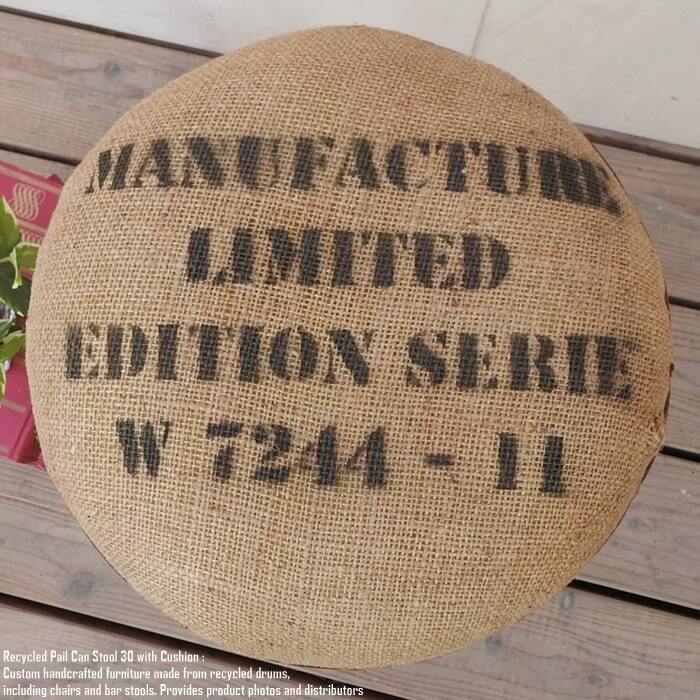 MANUFACTURE
LIMITED
EDITION SERIE
W 7244 - 11
Recycled Pail Can Stool 30 with Cushion :
Custom handcrafted furniture made from recycled drums,
including chairs and bar stools. Provides product photos and distributors